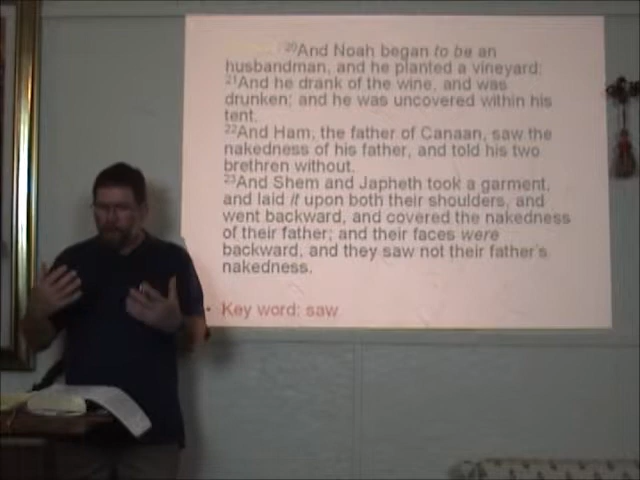 20And Noah began to be an
husbandman, and he planted a vineyard:
21And he drank of the wine, and was
drunken; and he was uncovered within his
tent.
22And Ham, the father of Canaan, saw the
nakedness of his father, and told his two
brethren without.
23And Shem and Japheth took a garment,
and laid it upon both their shoulders, and
went backward, and covered the nakedness
of their father; and their faces were
backward, and they saw not their father's
nakedness.
• Key word: saw